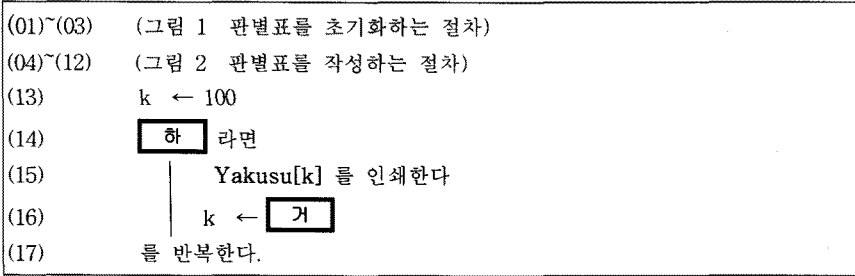 (01)~(03) (그림 1 판별표를 초기화하는 절차)
(04)~(12) (그림 2 판별표를 작성하는 절차)
(13) k ← 100
(14) 하 라면
(15) Yakusu[k] 를 인쇄한다
(16) k ← 거
(17) 를 반복한다.